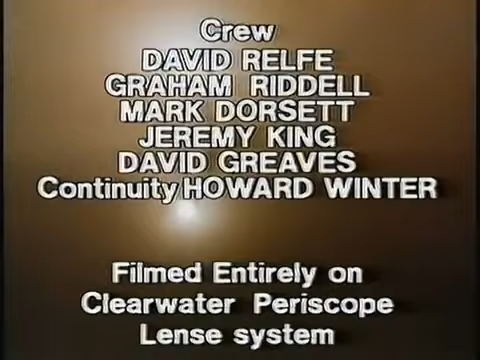 Crew
DAVID RELFE
GRAHAM RIDDELL
MARK DORSETT
JEREMY KING
DAVID GREAVES
Continuity HOWARD WINTER
Filmed Entirely on
Clearwater Periscope
Lense system